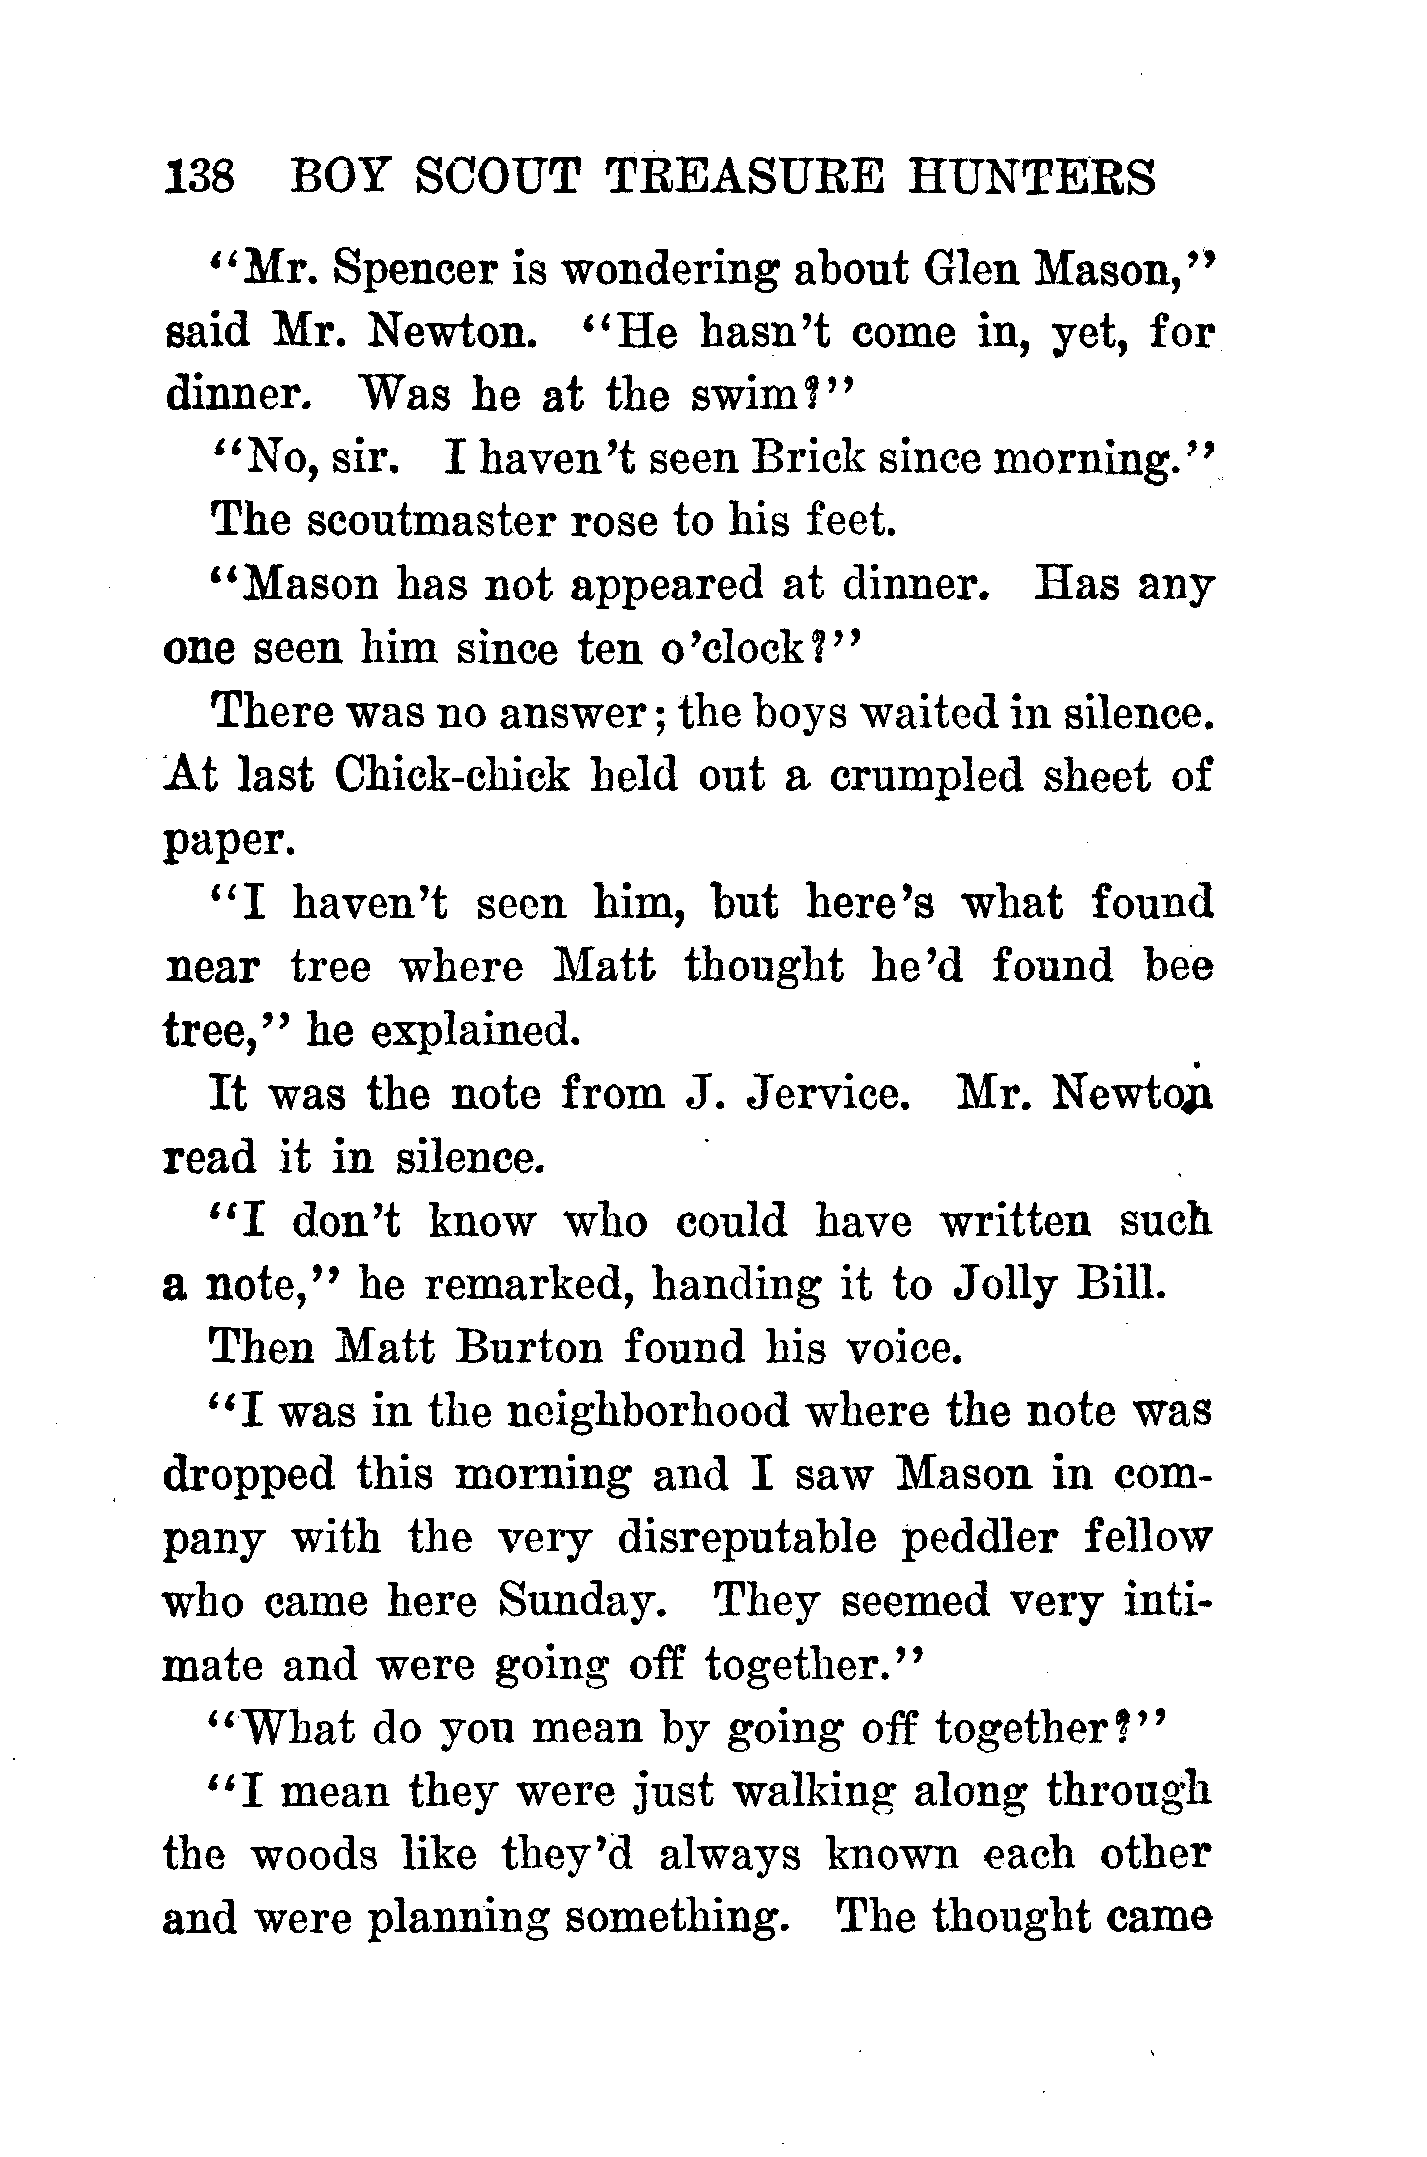 138 BOY SCOUT TREASURE HUNTERS
"Mr. Spencer is wondering about Glen Mason,"
said Mr. Newton. "He hasn't come in, yet, for
dinner. Was he at the swim?"
"No, sir. I haven't seen Brick since morning."
The scoutmaster rose to his feet.
"Mason has not appeared at dinner. Has any
one seen him since ten o'clock?"
There was no answer; the boys waited in silence.
At last Chick-chick held out a crumpled sheet of
paper.
"I haven't seen him, but here's what found
near tree where Matt thought he'd found bee
tree," he explained.
It was the note from J. Jervice. Mr. Newton
read it in silence.
"I don't know who could have written such
a note," he remarked, handing it to Jolly Bill.
Then Matt Burton found his voice.
"I was in the neighborhood where the note was
dropped this morning and I saw Mason in com-
pany with the very disreputable peddler fellow
who came here Sunday. They seemed very inti-
mate and were going off together."
"What do you mean by going off together?"
"I mean they were just walking along through
the woods like they'd always known each other
and were planning something. The thought came